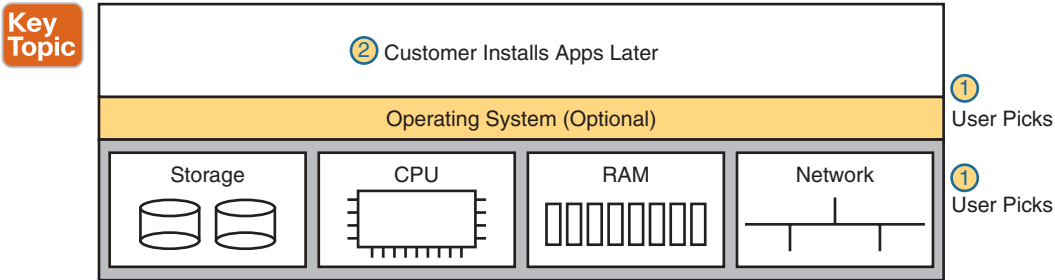 Key
Topic
2 Customer Installs Apps Later
1
Operating System (Optional)
User Picks
Storage CPU RAM Network
1
User Picks